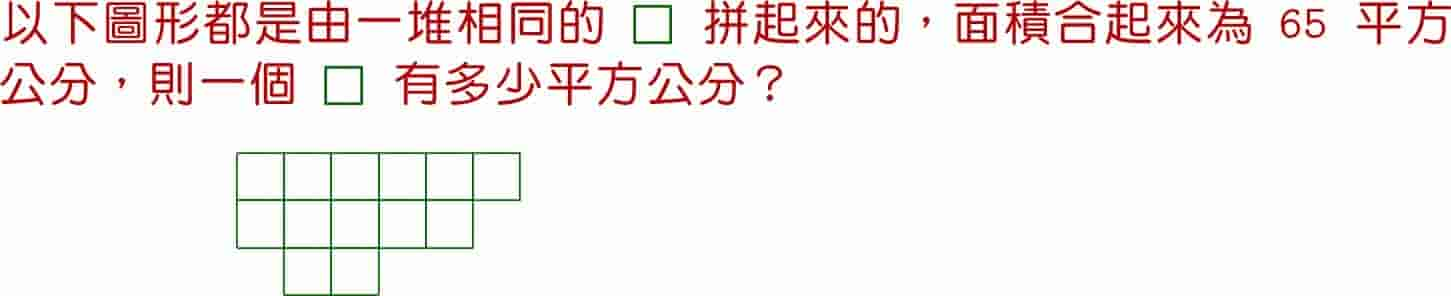 以下圖形都是由一堆相同的 □ 拼起來的，面積合起來為 65 平方
公分，則一個 □ 有多少平方公分？